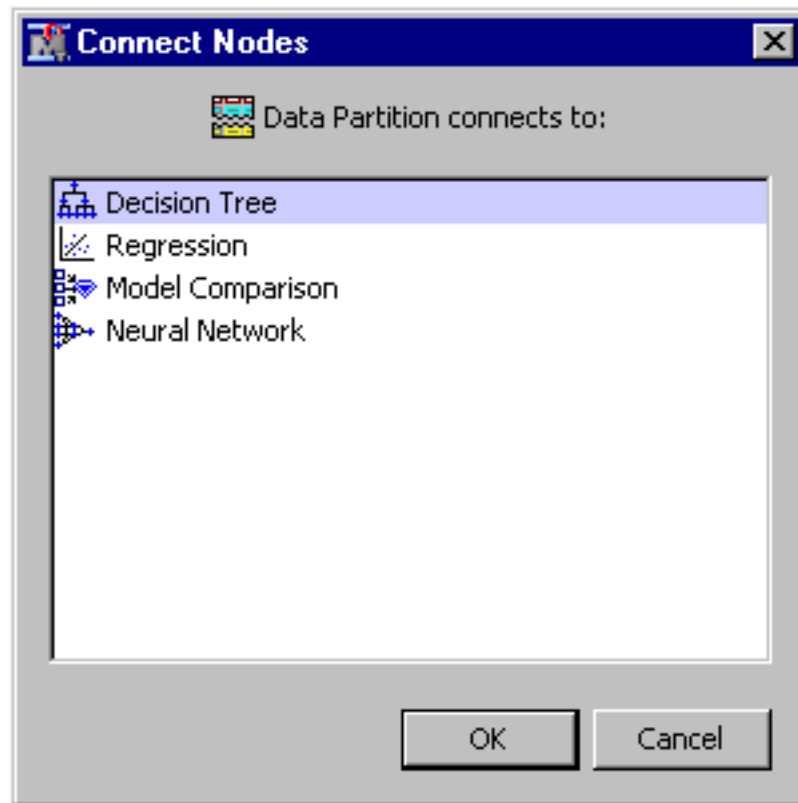 Connect Nodes
Data Partition connects to:
Decision Tree
Regression
Model Comparison
Neural Network
OK
Cancel